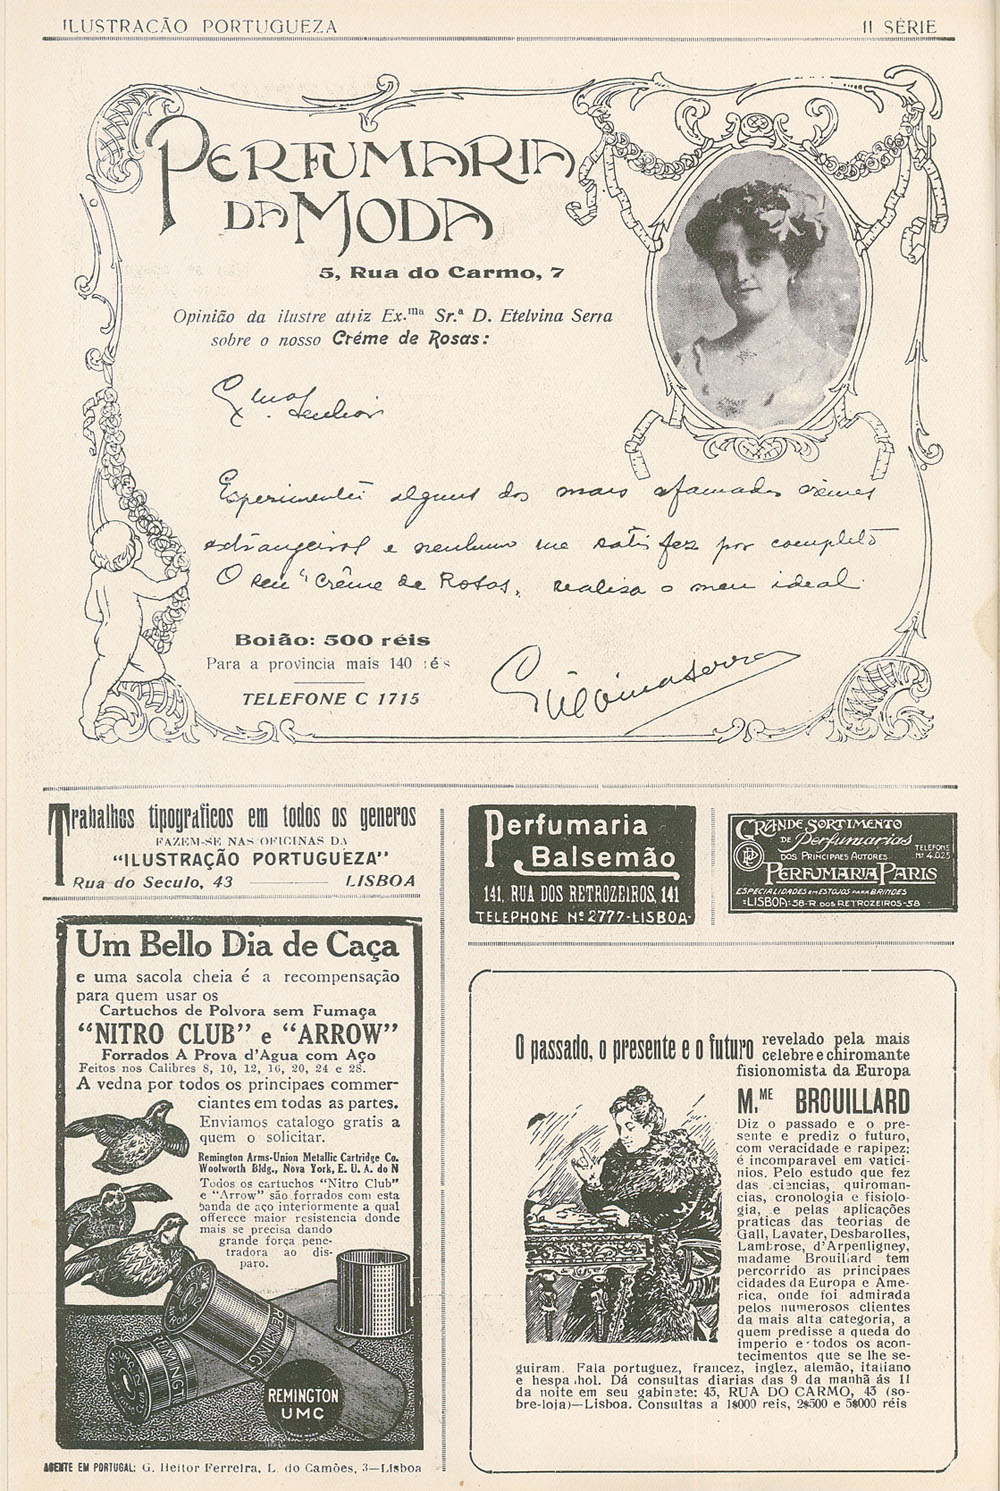 ILUSTRAÇÃO PORTUGUEZA
II SÉRIE
PERFUMARIA
DA MODA
5, Rua do Carmo, 7
Opinião da ilustre atriz Ex.ma Sr.ª D. Etelvina Serra
sobre o nosso Créme de Rosas:
Exmos Senhor
Experimentei alguns dos mais afamados cremes
extrangeiros e nenhum me satisfez por completo
O seu "Crême de Rosas" realisa o meu ideal.
Boião: 500 réis
Para a provincia mais 140 réis
TELEFONE C 1715
Etelvina Serra
Trabalhos tipograficos em todos os generos
FAZEM-SE NAS OFICINAS DA
"ILUSTRAÇÃO PORTUGUÊZA"
Rua do Seculo, 43 LISBOA
Perfumaria
Balsemão
141, RUA DOS RETROZEIROS, 141
TELEPHONE Nº 2777-LISBOA-
GRANDE SORTIMENTO
DE Perfumarias
DOS PRINCIPAES AUTORES
TELEFONE
Nº 4.025
PERFUMARIA PARIS
ESPECIALIDADES EM ESTOJOS PARA BRINDES
=LISBOA:-58-R. DOS RETROZEIROS-58
Um Bello Dia de Caça
e uma sacola cheia é a recompensação
para quem usar os
Cartuchos de Polvora sem Fumaça
"NITRO CLUB" e "ARROW"
Forrados A Prova d'Agua com Aço
Feitos nos Calibres 8, 10, 12, 16, 20, 24 e 28.
A vedna por todos os principaes commer-
ciantes em todas as partes.
Enviamos catalogo gratis a
quem o solicitar.
Remington Arms-Union Metallic Cartridge Co.
Woolworth Bldg., Nova York, E. U. A. do N
Todos os cartuchos "Nitro Club"
e "Arrow" são forrados com esta
banda de aço interiormente a qual
offerece maior resistencia donde
mais se precisa dando
grande força pene-
tradora ao dis-
paro.
REMINGTON
UMC
AGENTE EM PORTUGAL: G. Heitor Ferreira, L. do Camões, 3—Lisboa
O passado, o presente e o futuro revelado pela mais
celebre e chiromante
fisionomista da Europa
M.ME BROUILLARD
Diz o passado e o pre-
sente e prediz o futuro,
com veracidade e rapipez;
é incomparavel em vatici-
nios. Pelo estudo que fez
das ciencias, quiroman-
cias, cronologia e fisiolo-
gia, e pelas aplicações
praticas das teorias de
Gall, Lavater, Desbarolles,
Lambrose, d'Arpenligney,
madame Brouillard tem
percorrido as principaes
cidades da Europa e Ame-
rica, onde foi admirada
pelos numerosos clientes
da mais alta categoria, a
quem predisse a queda do
imperio e todos os acon-
tecimentos que se lhe se-
guiram. Fala portuguez, francez, inglez, alemão, italiano
e hespanhol. Dá consultas diarias das 9 da manhã ás 11
da noite em seu gabinete: 43, RUA DO CARMO, 43 (so-
bre-loja)—Lisboa. Consultas a 1$000 reis, 2$500 e 5$000 réis